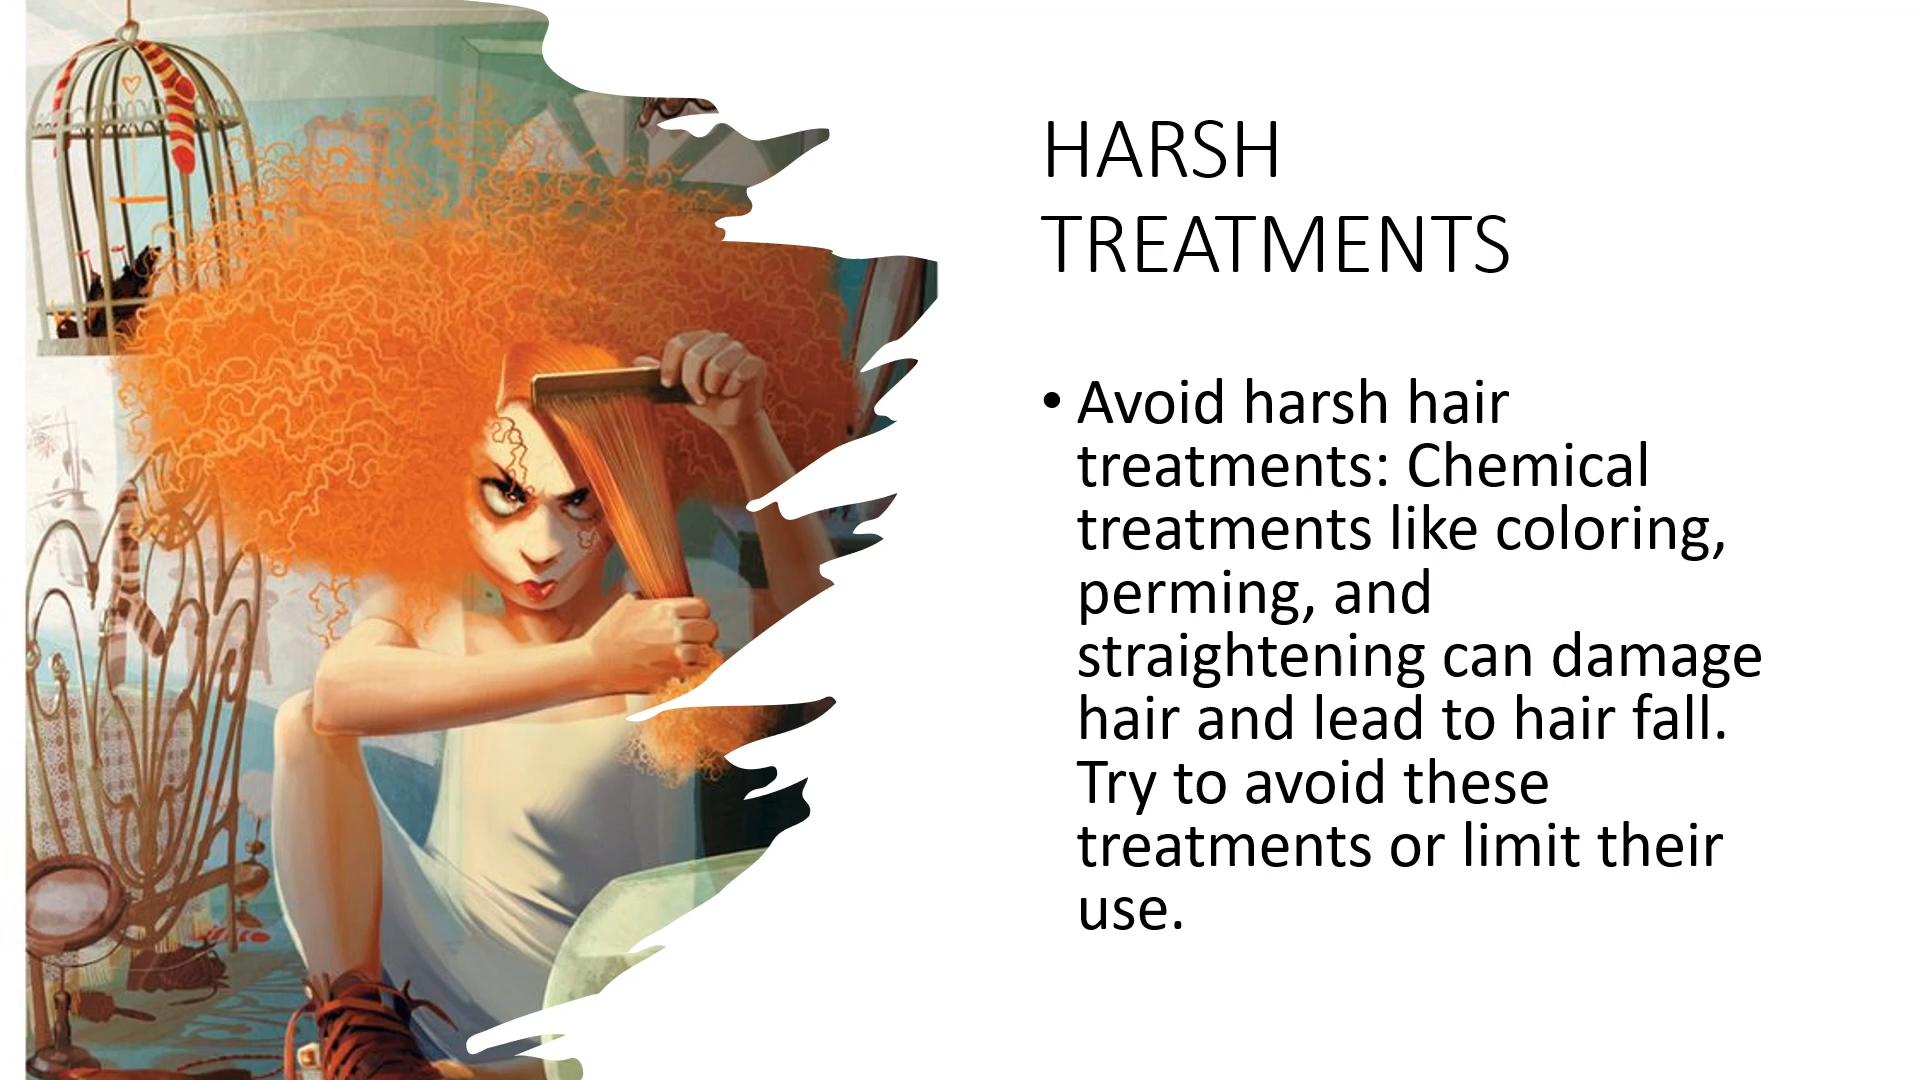 HARSH
TREATMENTS
• Avoid harsh hair
treatments: Chemical
treatments like coloring,
perming, and
straightening can damage
hair and lead to hair fall.
Try to avoid these
treatments or limit their
use.